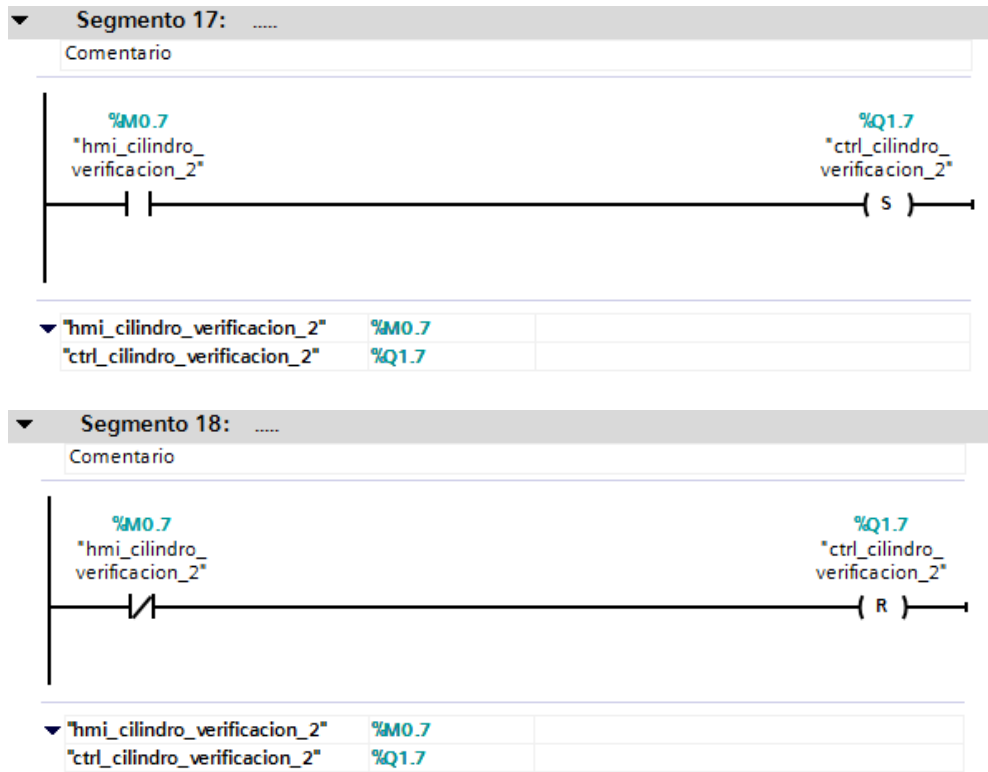 Segmento 17: .....
Comentario
%M0.7
"hmi_cilindro_
verificacion_2"
%Q1.7
"ctrl_cilindro_
verificacion_2"
S
"hmi_cilindro_verificacion_2" %M0.7
"ctrl_cilindro_verificacion_2" %Q1.7
Segmento 18: .....
Comentario
%M0.7
"hmi_cilindro_
verificacion_2"
%Q1.7
"ctrl_cilindro_
verificacion_2"
R
"hmi_cilindro_verificacion_2" %M0.7
"ctrl_cilindro_verificacion_2" %Q1.7